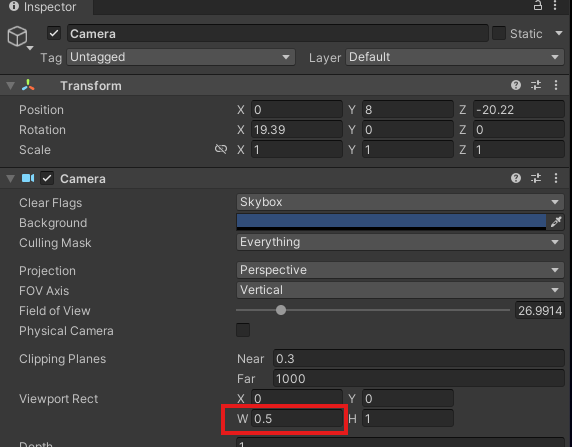 Inspector
Camera
Static
Tag Untagged Layer Default
Transform
Position X 0 Y 8 Z -20.22
Rotation X 19.39 Y 0 Z 0
Scale X 1 Y 1 Z 1
Camera
Clear Flags Skybox
Background
Culling Mask Everything
Projection Perspective
FOV Axis Vertical
Field of View 26.9914
Physical Camera
Clipping Planes Near 0.3
Far 1000
Viewport Rect X 0 Y 0
W 0.5 H 1
Depth 1